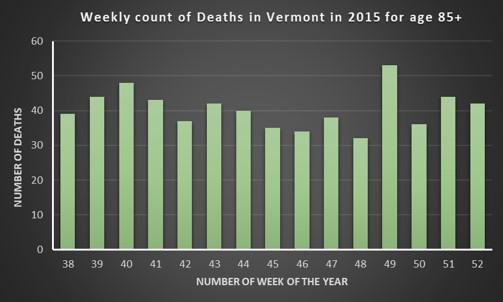 Weekly count of Deaths in Vermont in 2015 for age 85+
60
50
40
30
20
10
0
NUMBER OF DEATHS
38 39 40 41 42 43 44 45 46 47 48 49 50 51 52
NUMBER OF WEEK OF THE YEAR